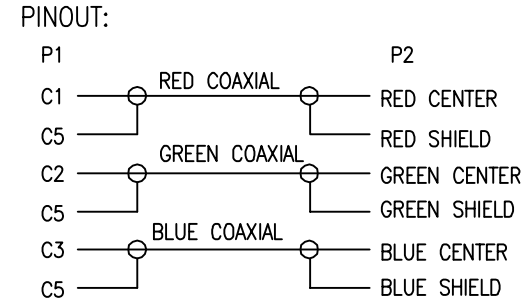 PINOUT:
P1 P2
C1 RED COAXIAL RED CENTER
C5 RED SHIELD
C2 GREEN COAXIAL GREEN CENTER
C5 GREEN SHIELD
C3 BLUE COAXIAL BLUE CENTER
C5 BLUE SHIELD